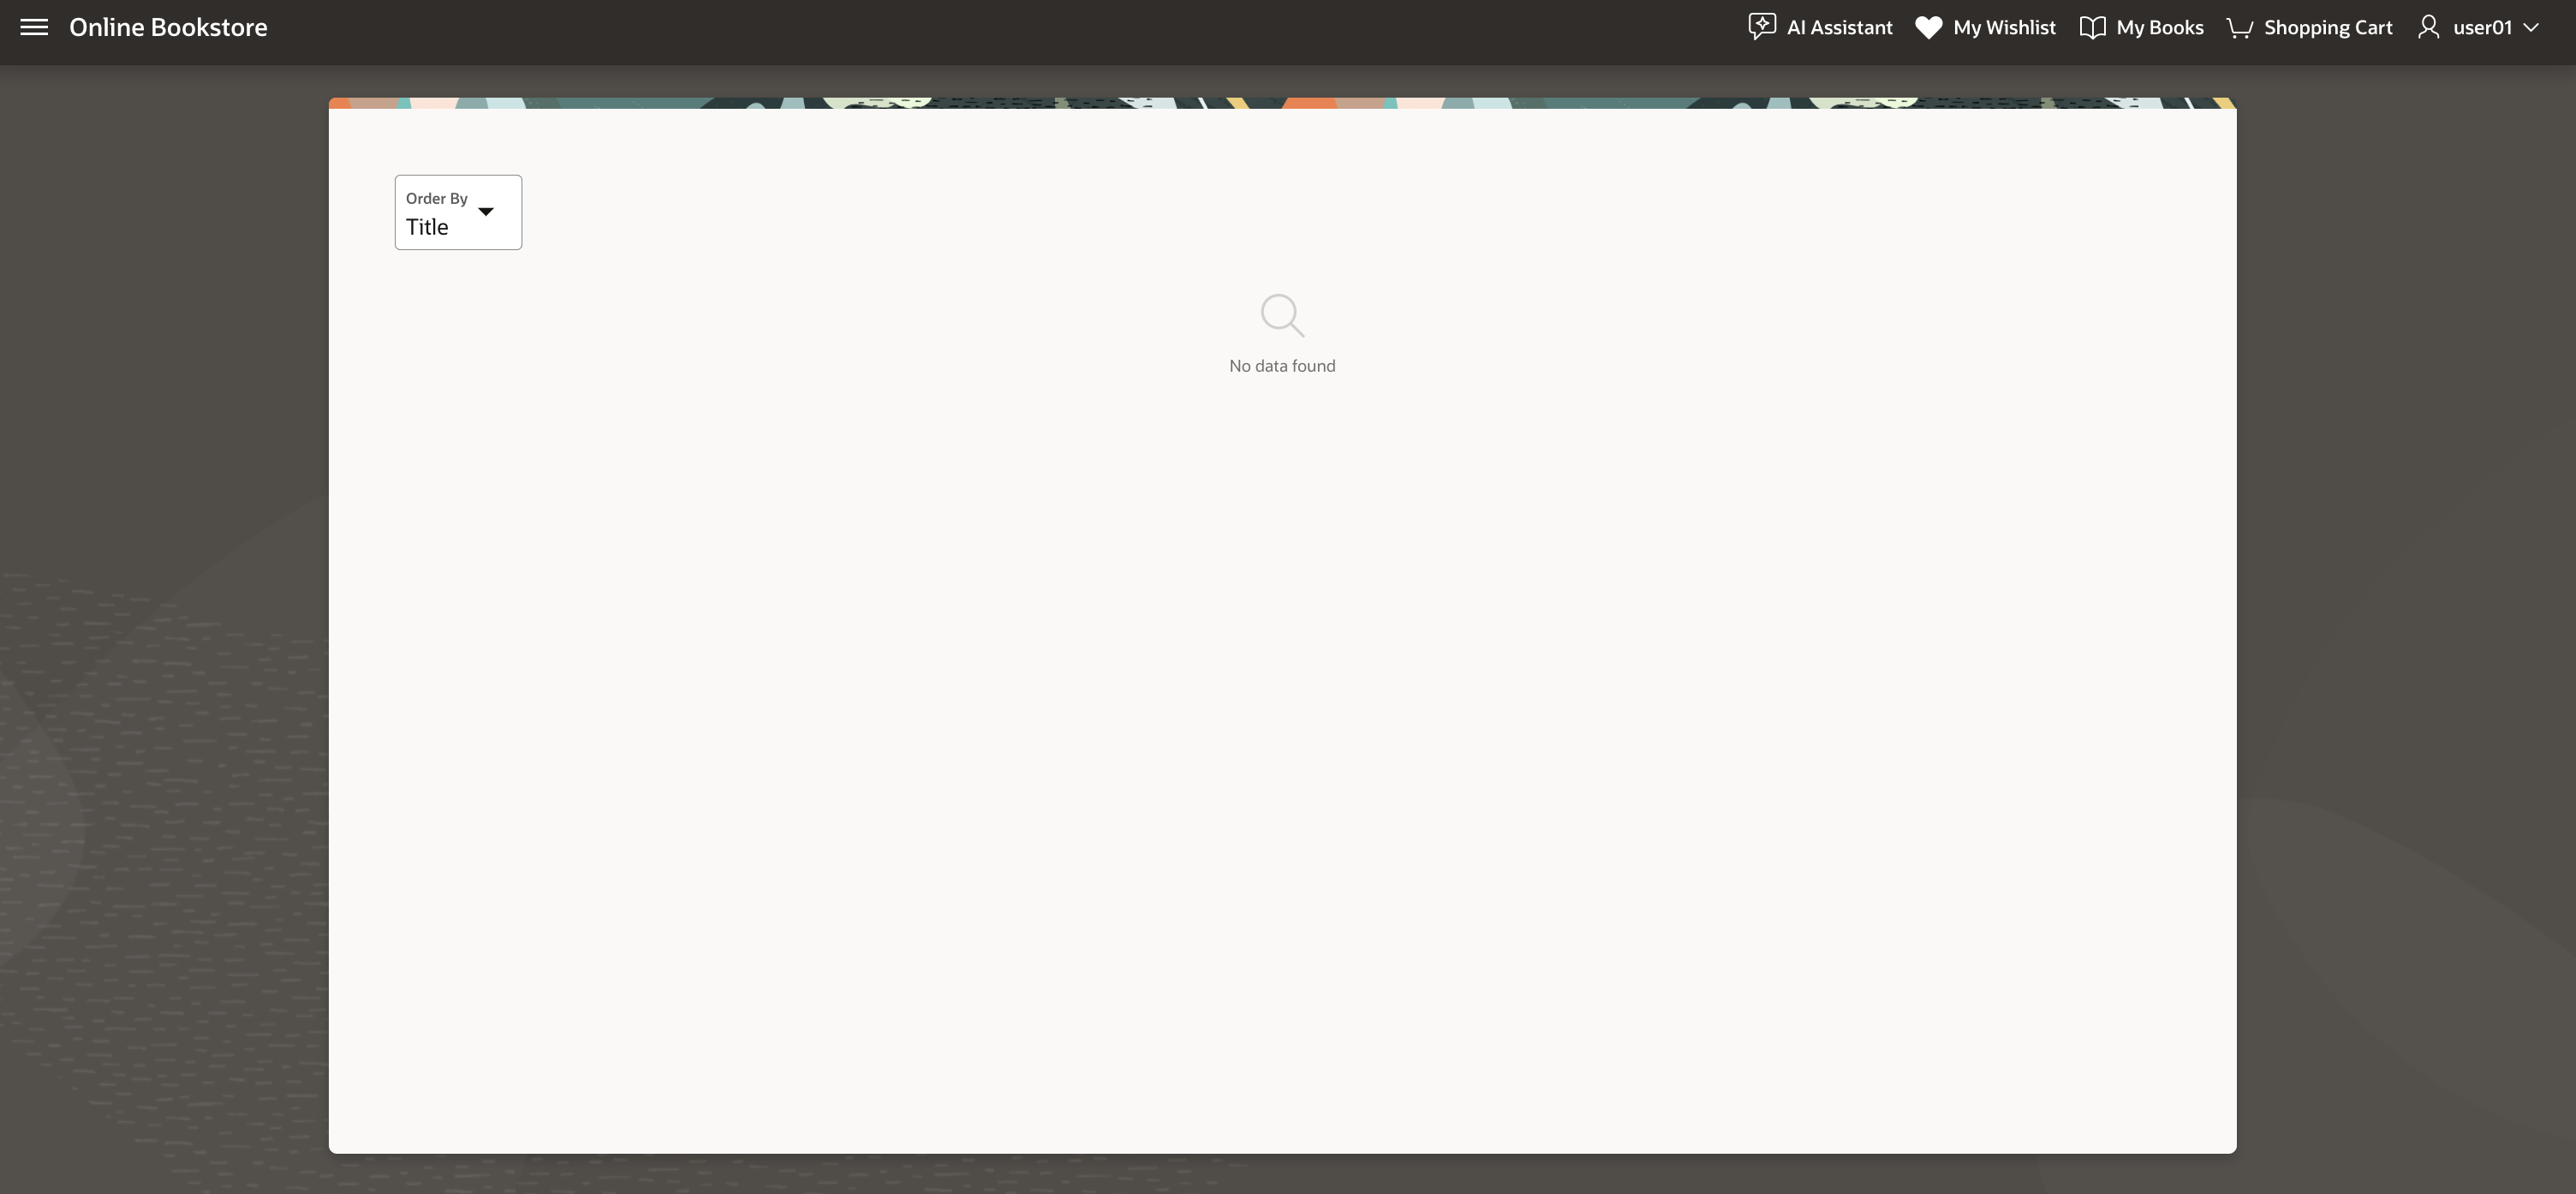 Online Bookstore
AI Assistant My Wishlist My Books Shopping Cart user01
Order By
Title
No data found